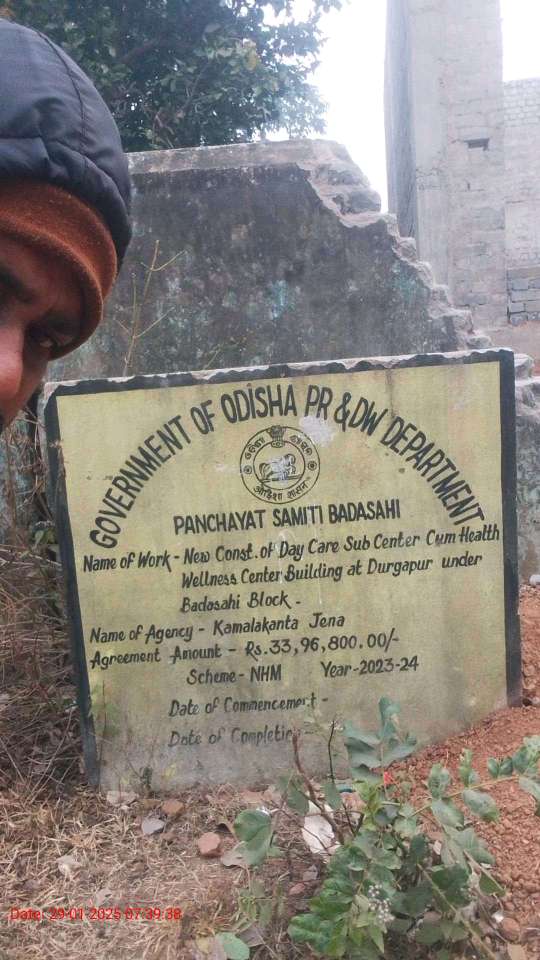 GOVERNMENT OF ODISHA PR & DW DEPARTMENT
PANCHAYAT SAMITI BADASAHI
Name of Work - New Const. of Day Care Sub Center Cum Health
Wellness Center Building at Durgapur under
Badasahi Block -
Name of Agency - Kamalakanta Jena
Agreement Amount - Rs. 33,96,800.00/-
Scheme - NHM Year - 2023-24
Date of Commencement -
Date of Completion -
Date: 29-01-2025 07:39:38